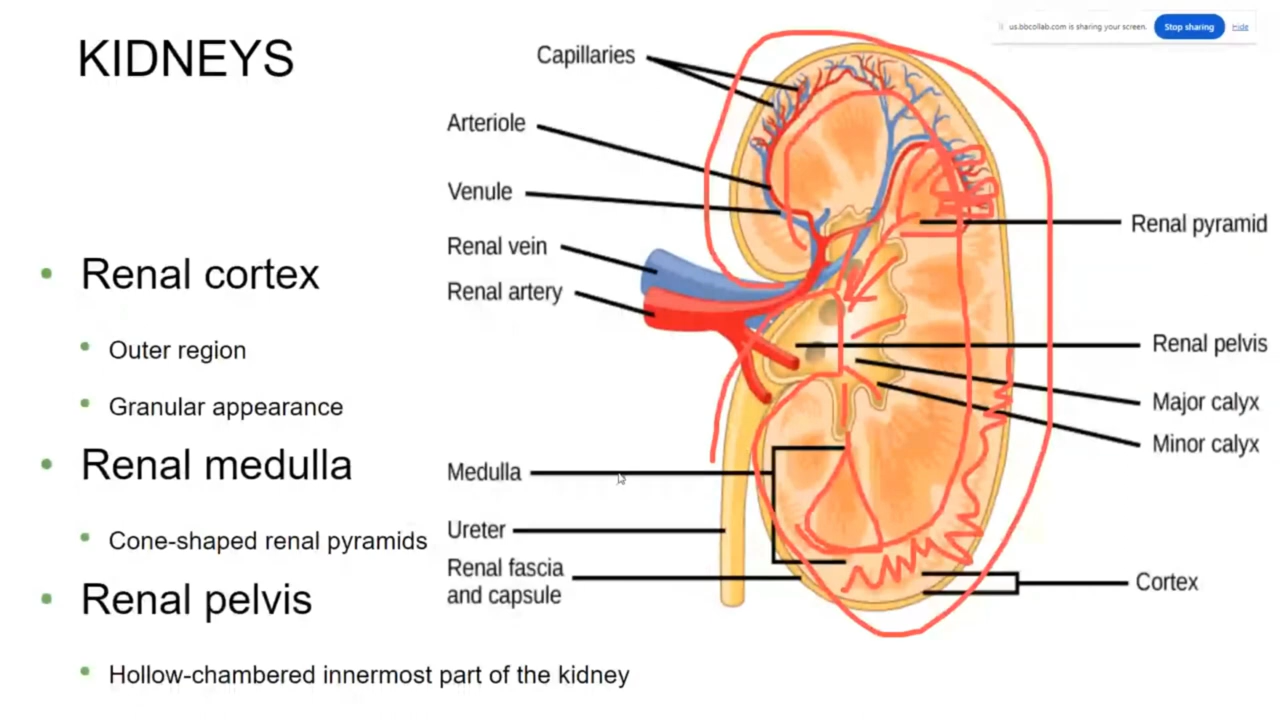 us.bbcollab.com is sharing your screen.
Stop sharing
Hide
KIDNEYS
Renal cortex
Outer region
Granular appearance
Renal medulla
Cone-shaped renal pyramids
Renal pelvis
Hollow-chambered innermost part of the kidney
Capillaries
Arteriole
Venule
Renal vein
Renal artery
Medulla
Ureter
Renal fascia
and capsule
Renal pyramid
Renal pelvis
Major calyx
Minor calyx
Cortex